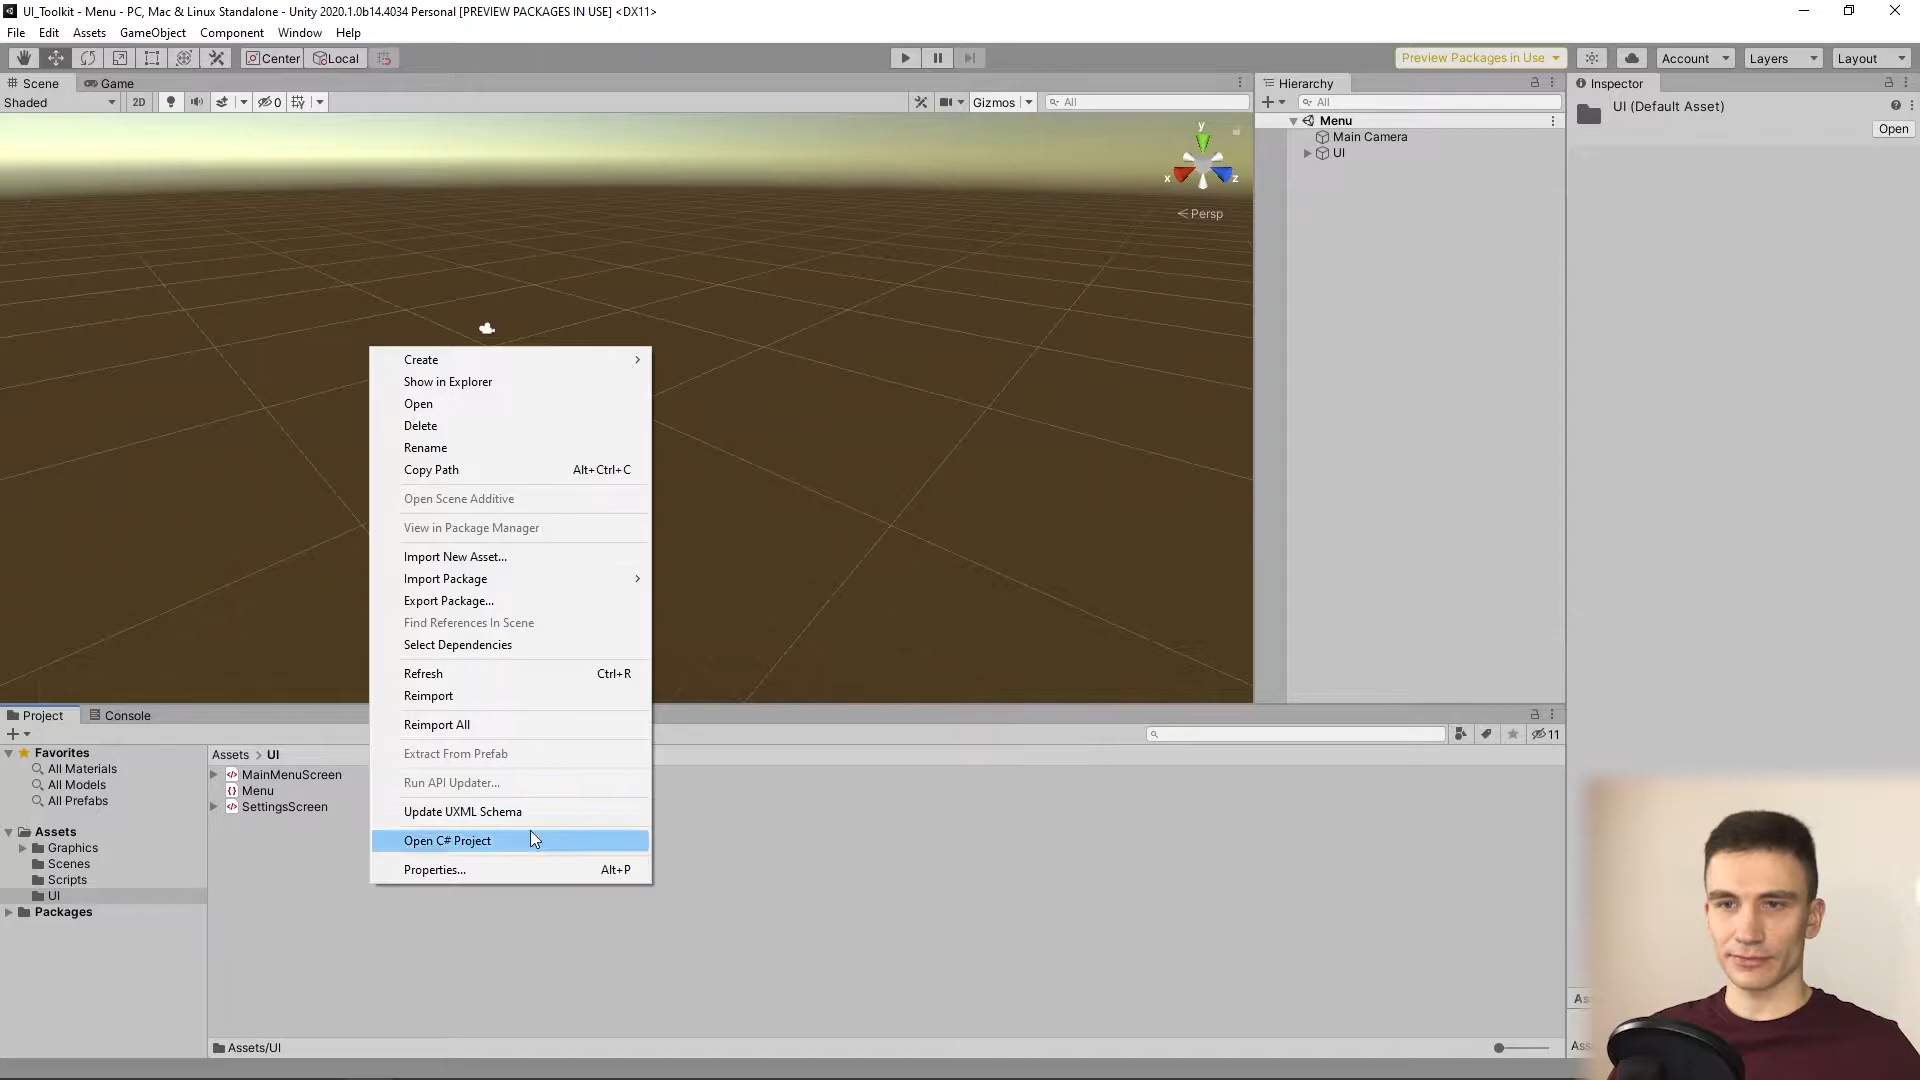 UI_Toolkit - Menu - PC, Mac & Linux Standalone - Unity 2020.1.0b14.4034 Personal [PREVIEW PACKAGES IN USE] <DX11>
File Edit Assets GameObject Component Window Help
Center Local Preview Packages in Use Account Layers Layout
Scene Game
Shaded 2D 0 Gizmos All
y
x z
Persp
Hierarchy
All
Menu
Main Camera
UI
Inspector
UI (Default Asset)
Open
Create
Show in Explorer
Open
Delete
Rename
Copy Path Alt+Ctrl+C
Open Scene Additive
View in Package Manager
Import New Asset...
Import Package
Export Package...
Find References In Scene
Select Dependencies
Refresh Ctrl+R
Reimport
Reimport All
Extract From Prefab
Run API Updater...
Update UXML Schema
Open C# Project
Properties... Alt+P
Project Console
11
Favorites
All Materials
All Models
All Prefabs
Assets
Graphics
Scenes
Scripts
UI
Packages
Assets > UI
MainMenuScreen
Menu
SettingsScreen
Assets/UI